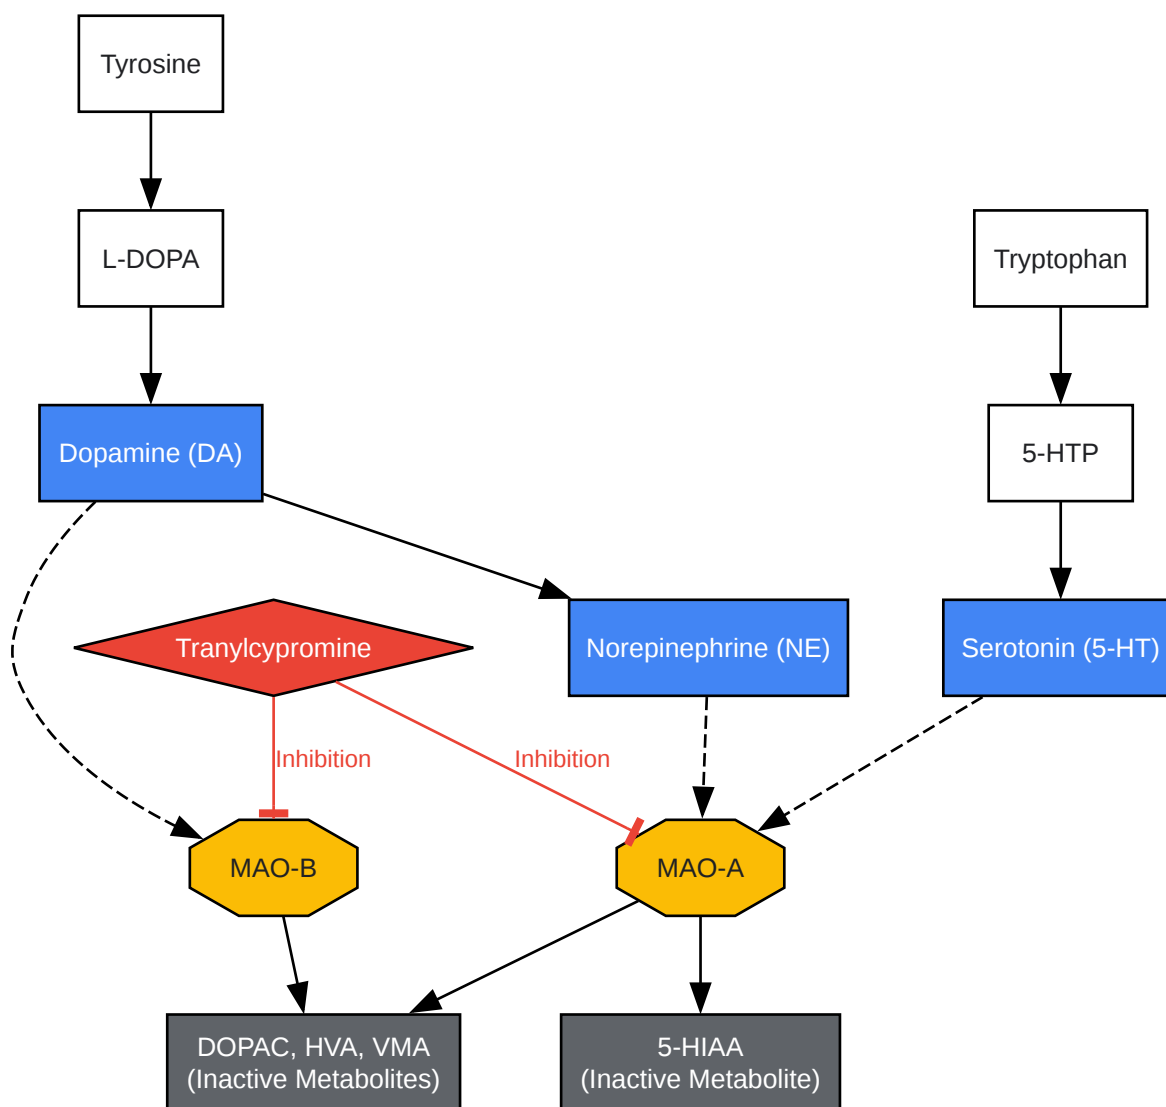 Tyrosine
L-DOPA
Tryptophan
Dopamine (DA)
5-HTP
Tranylcypromine
Norepinephrine (NE)
Serotonin (5-HT)
Inhibition
Inhibition
MAO-B
MAO-A
DOPAC, HVA, VMA
(Inactive Metabolites)
5-HIAA
(Inactive Metabolite)